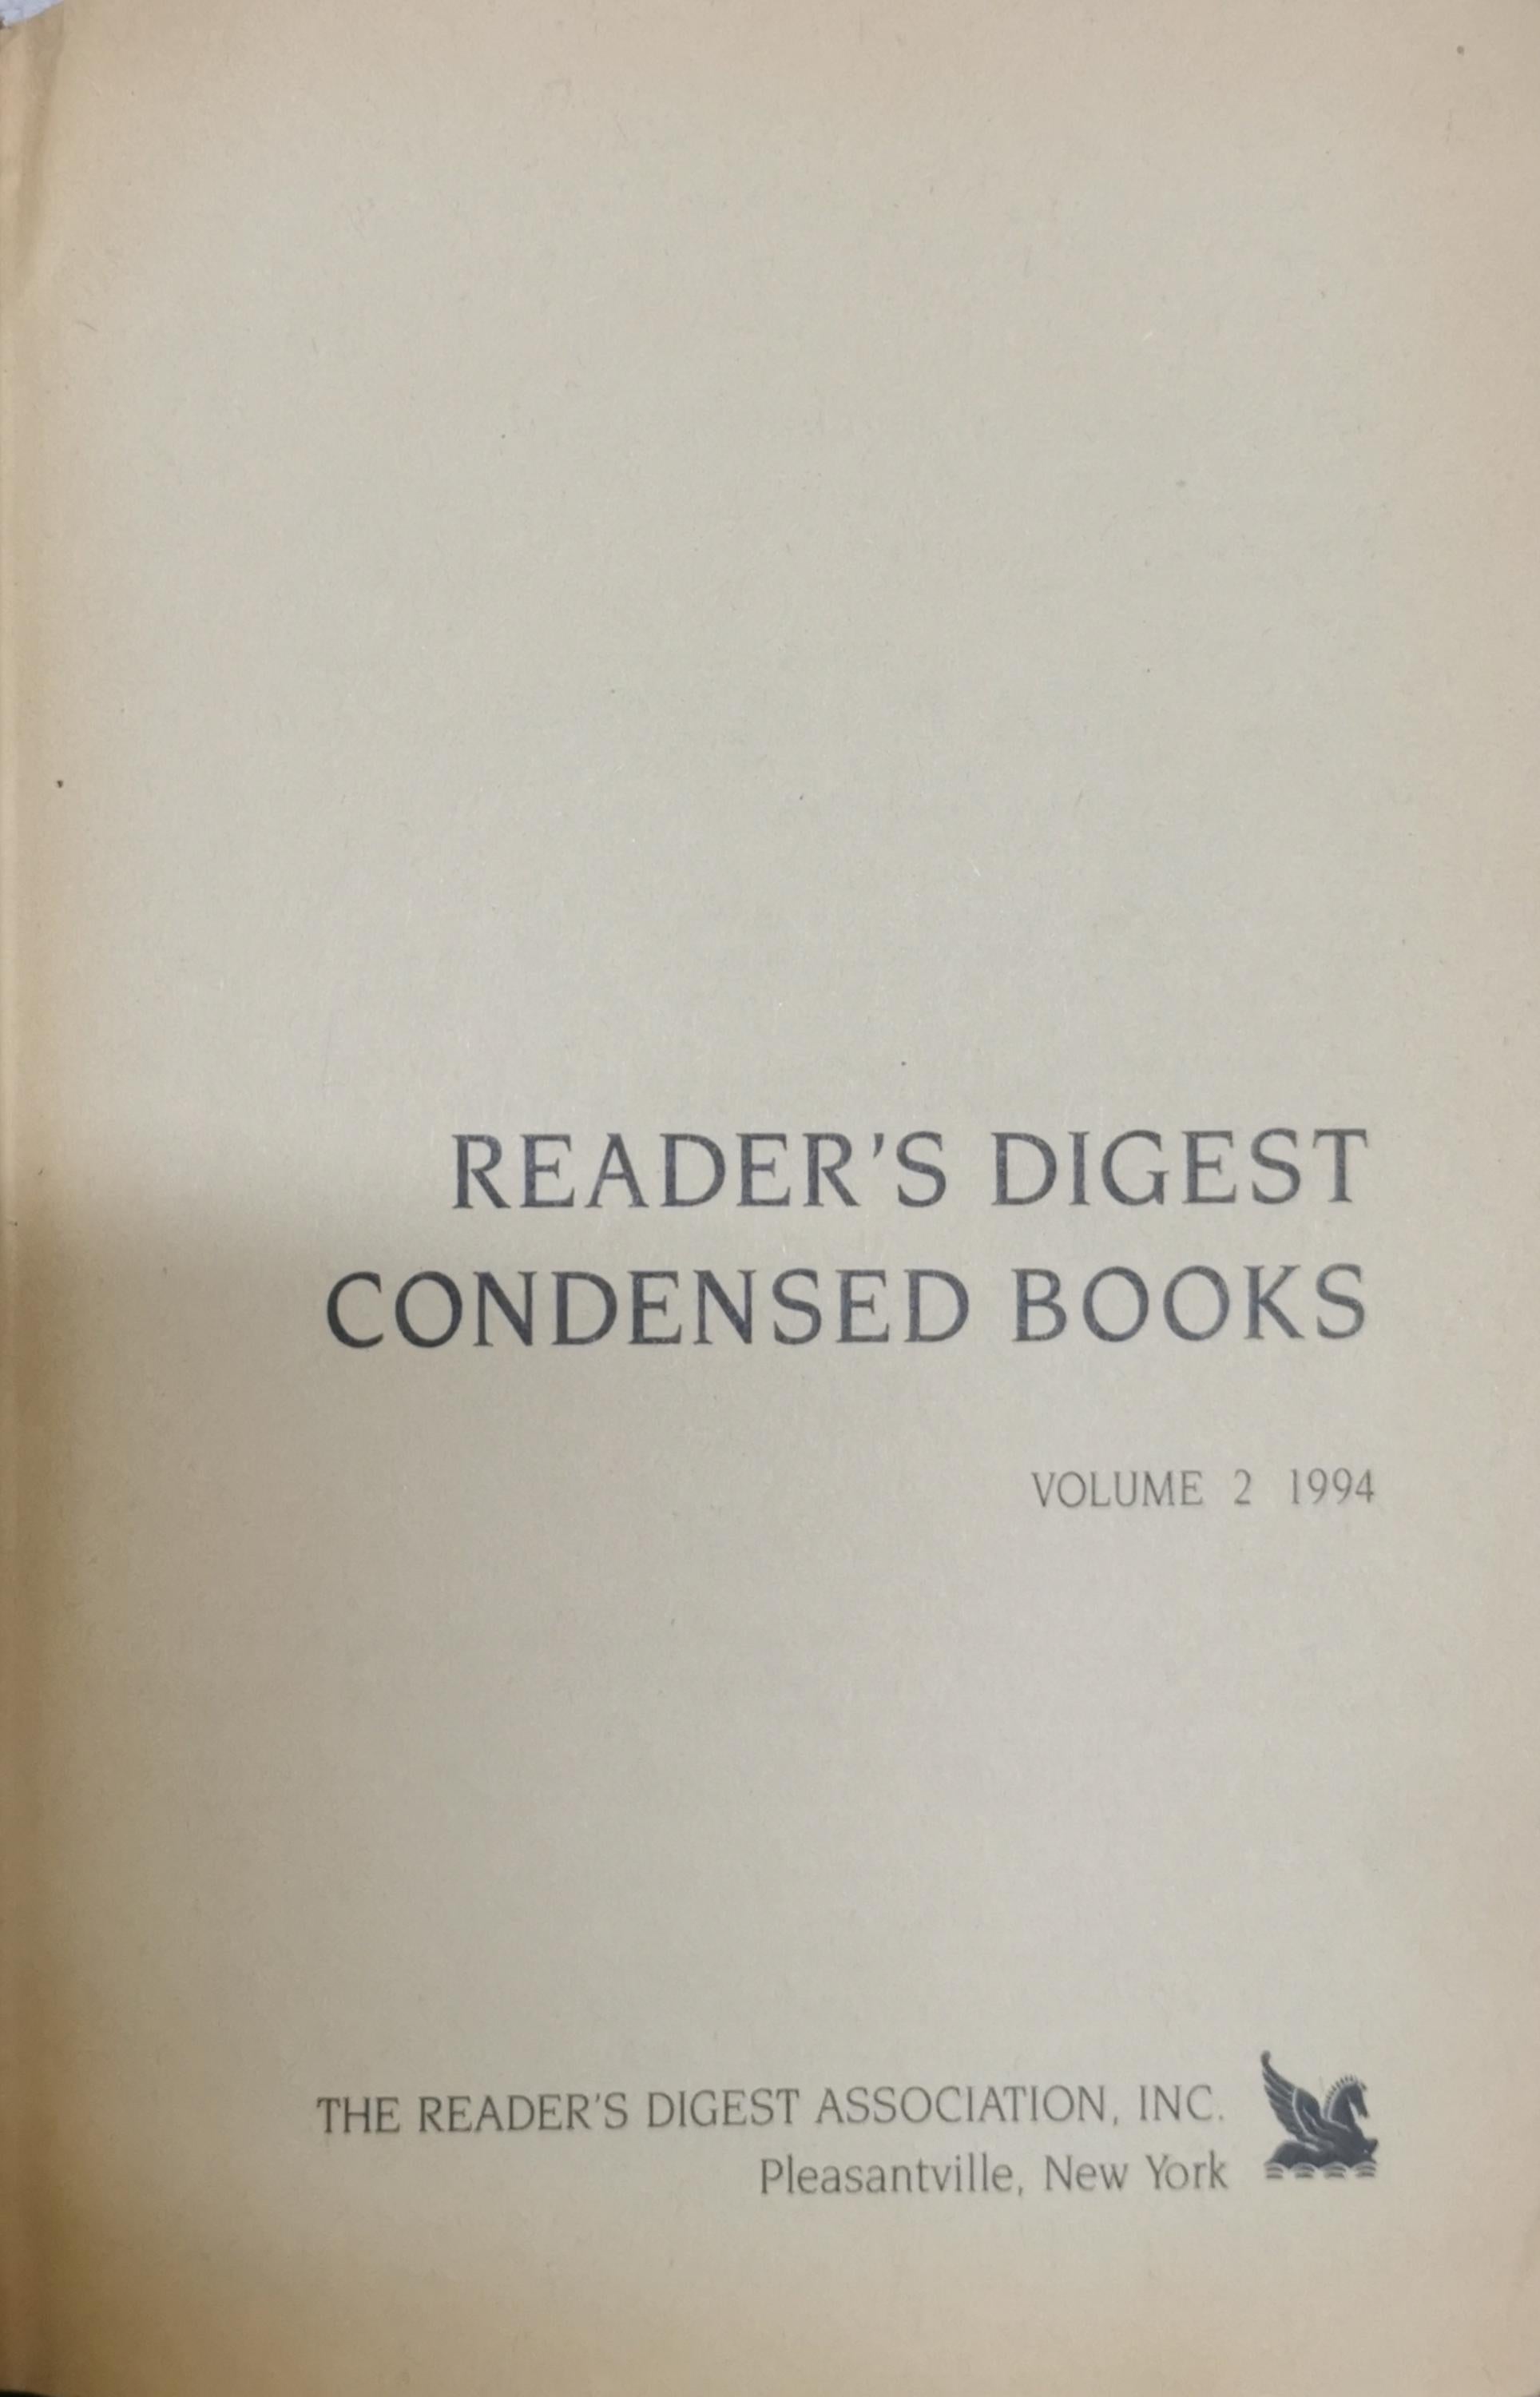 READER'S DIGEST
CONDENSED BOOKS
VOLUME 2 1994
THE READER'S DIGEST ASSOCIATION, INC.
Pleasantville, New York